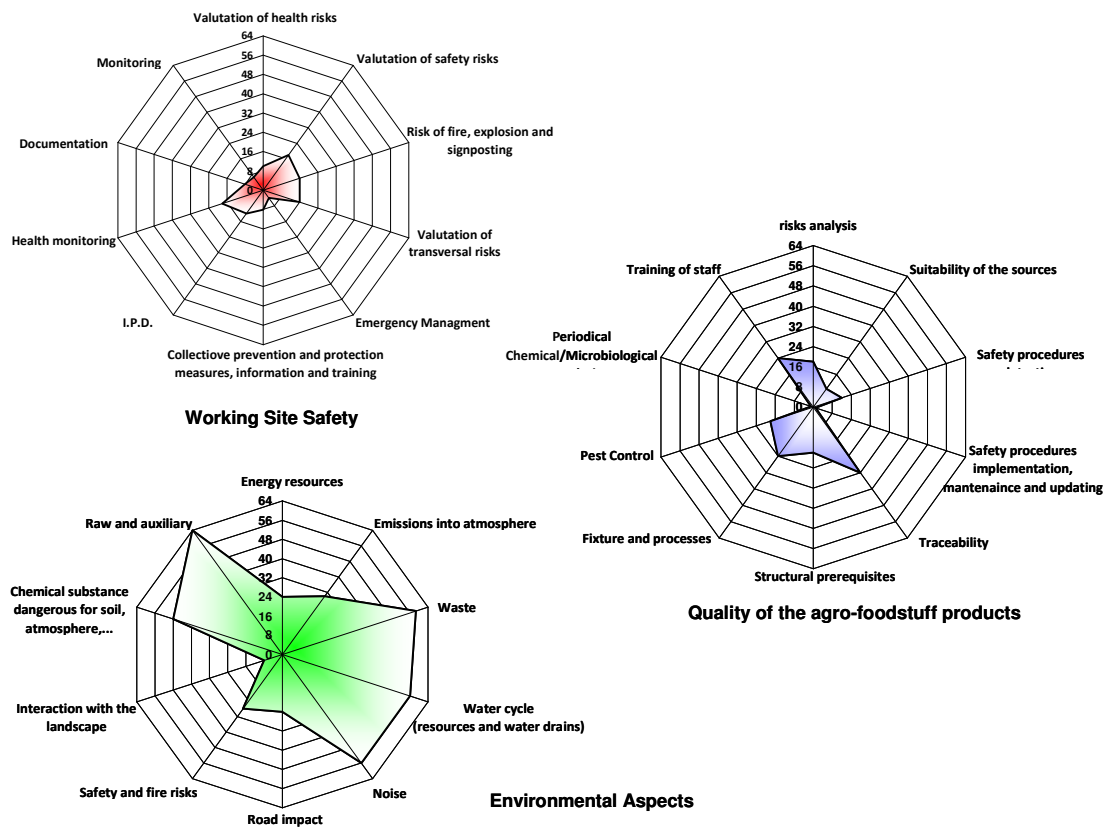 Valutation of health risks
64
56
48
40
32
24
16
8
0
Valutation of safety risks
Risk of fire, explosion and
signposting
Valutation of
transversal risks
Emergency Managment
Collectiove prevention and protection
measures, information and training
I.P.D.
Health monitoring
Documentation
Monitoring
Working Site Safety
risks analysis
64
56
48
40
32
24
16
8
0
Suitability of the sources
Safety procedures
Safety procedures
implementation,
mantenaince and updating
Traceability
Structural prerequisites
Fixture and processes
Pest Control
Periodical
Chemical/Microbiological
Training of staff
Quality of the agro-foodstuff products
Energy resources
64
56
48
40
32
24
16
8
0
Emissions into atmosphere
Waste
Water cycle
(resources and water drains)
Noise
Road impact
Safety and fire risks
Interaction with the
landscape
Chemical substance
dangerous for soil,
atmosphere,...
Raw and auxiliary
Environmental Aspects